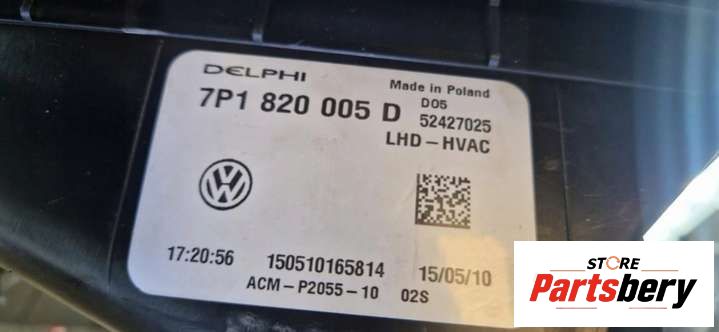 DELPHI
Made in Poland
7P1 820 005 D
D05
52427025
LHD-HVAC
17:20:56
150510165814
15/05/10
ACM-P2055-10
02S
STORE
Partsbery